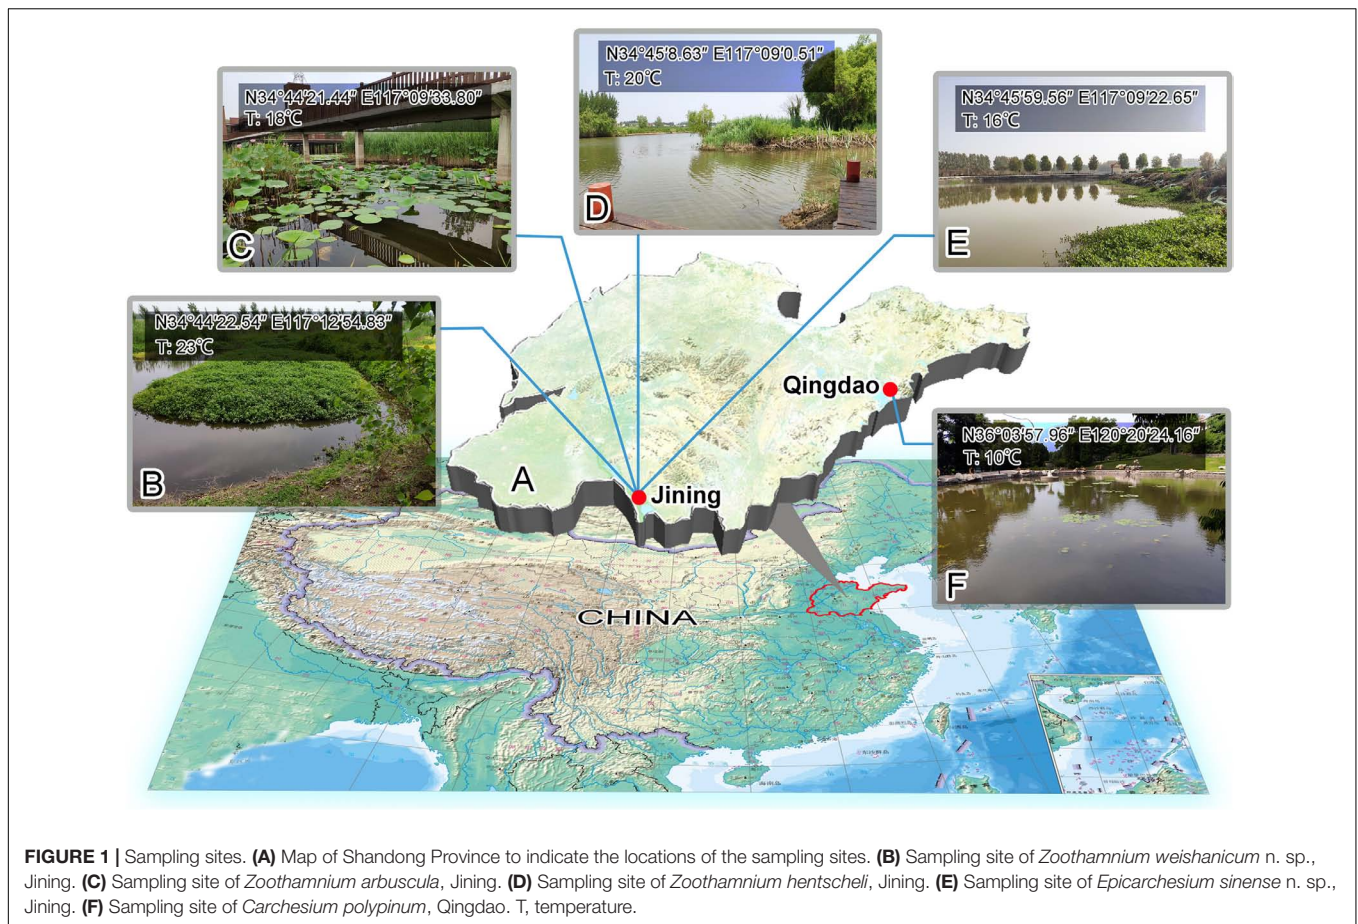 N34°45′8.63″ E117°09′0.51″
T: 20℃
D
N34°44′21.44″ E117°09′33.80″
T: 18℃
C
N34°45′59.56″ E117°09′22.65″
T: 16℃
E
N34°44′22.54″ E117°12′54.83″
T: 23℃
B
Qingdao
A
Jining
N36°03′57.96″ E120°20′24.16″
T: 10℃
F
CHINA
FIGURE 1 | Sampling sites. (A) Map of Shandong Province to indicate the locations of the sampling sites. (B) Sampling site of Zoothamnium weishanicum n. sp.,
Jining. (C) Sampling site of Zoothamnium arbuscula, Jining. (D) Sampling site of Zoothamnium hentscheli, Jining. (E) Sampling site of Epicarchesium sinense n. sp.,
Jining. (F) Sampling site of Carchesium polypinum, Qingdao. T, temperature.